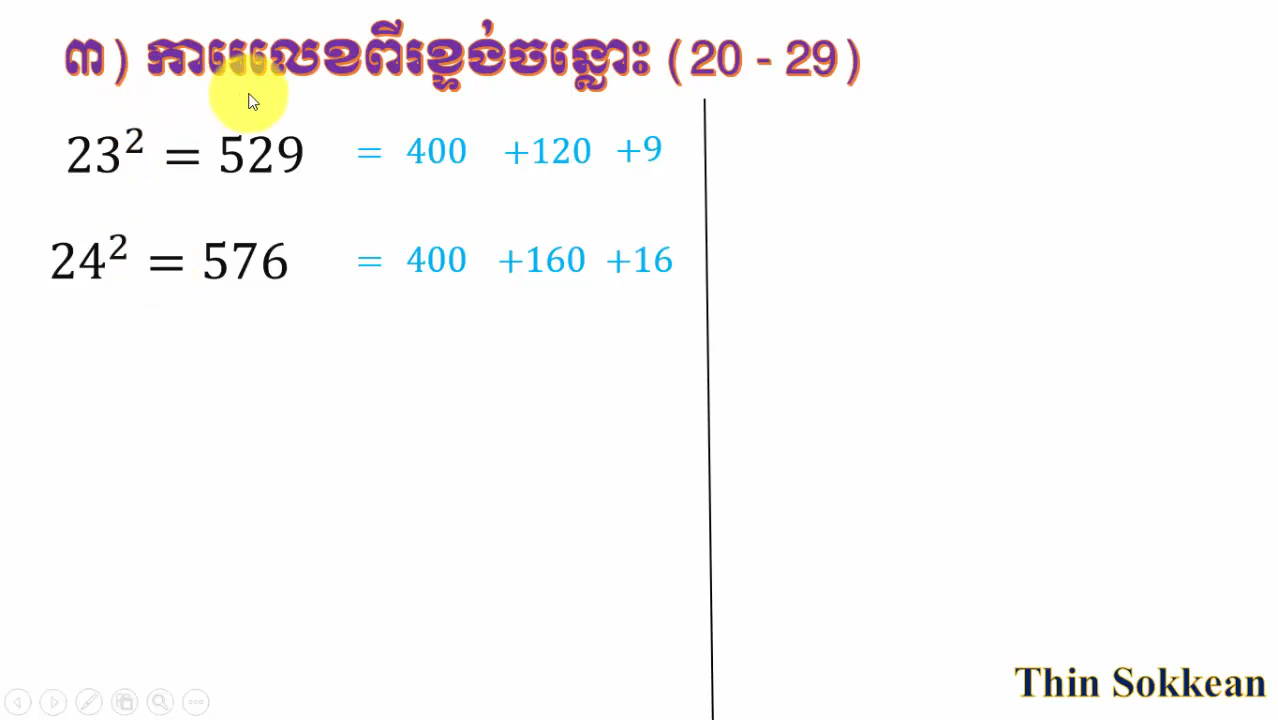 ៣) ការេលេខពីរខ្ទង់ចន្លោះ (20 - 29)
23² = 529 = 400 +120 +9
24² = 576 = 400 +160 +16
Thin Sokkean